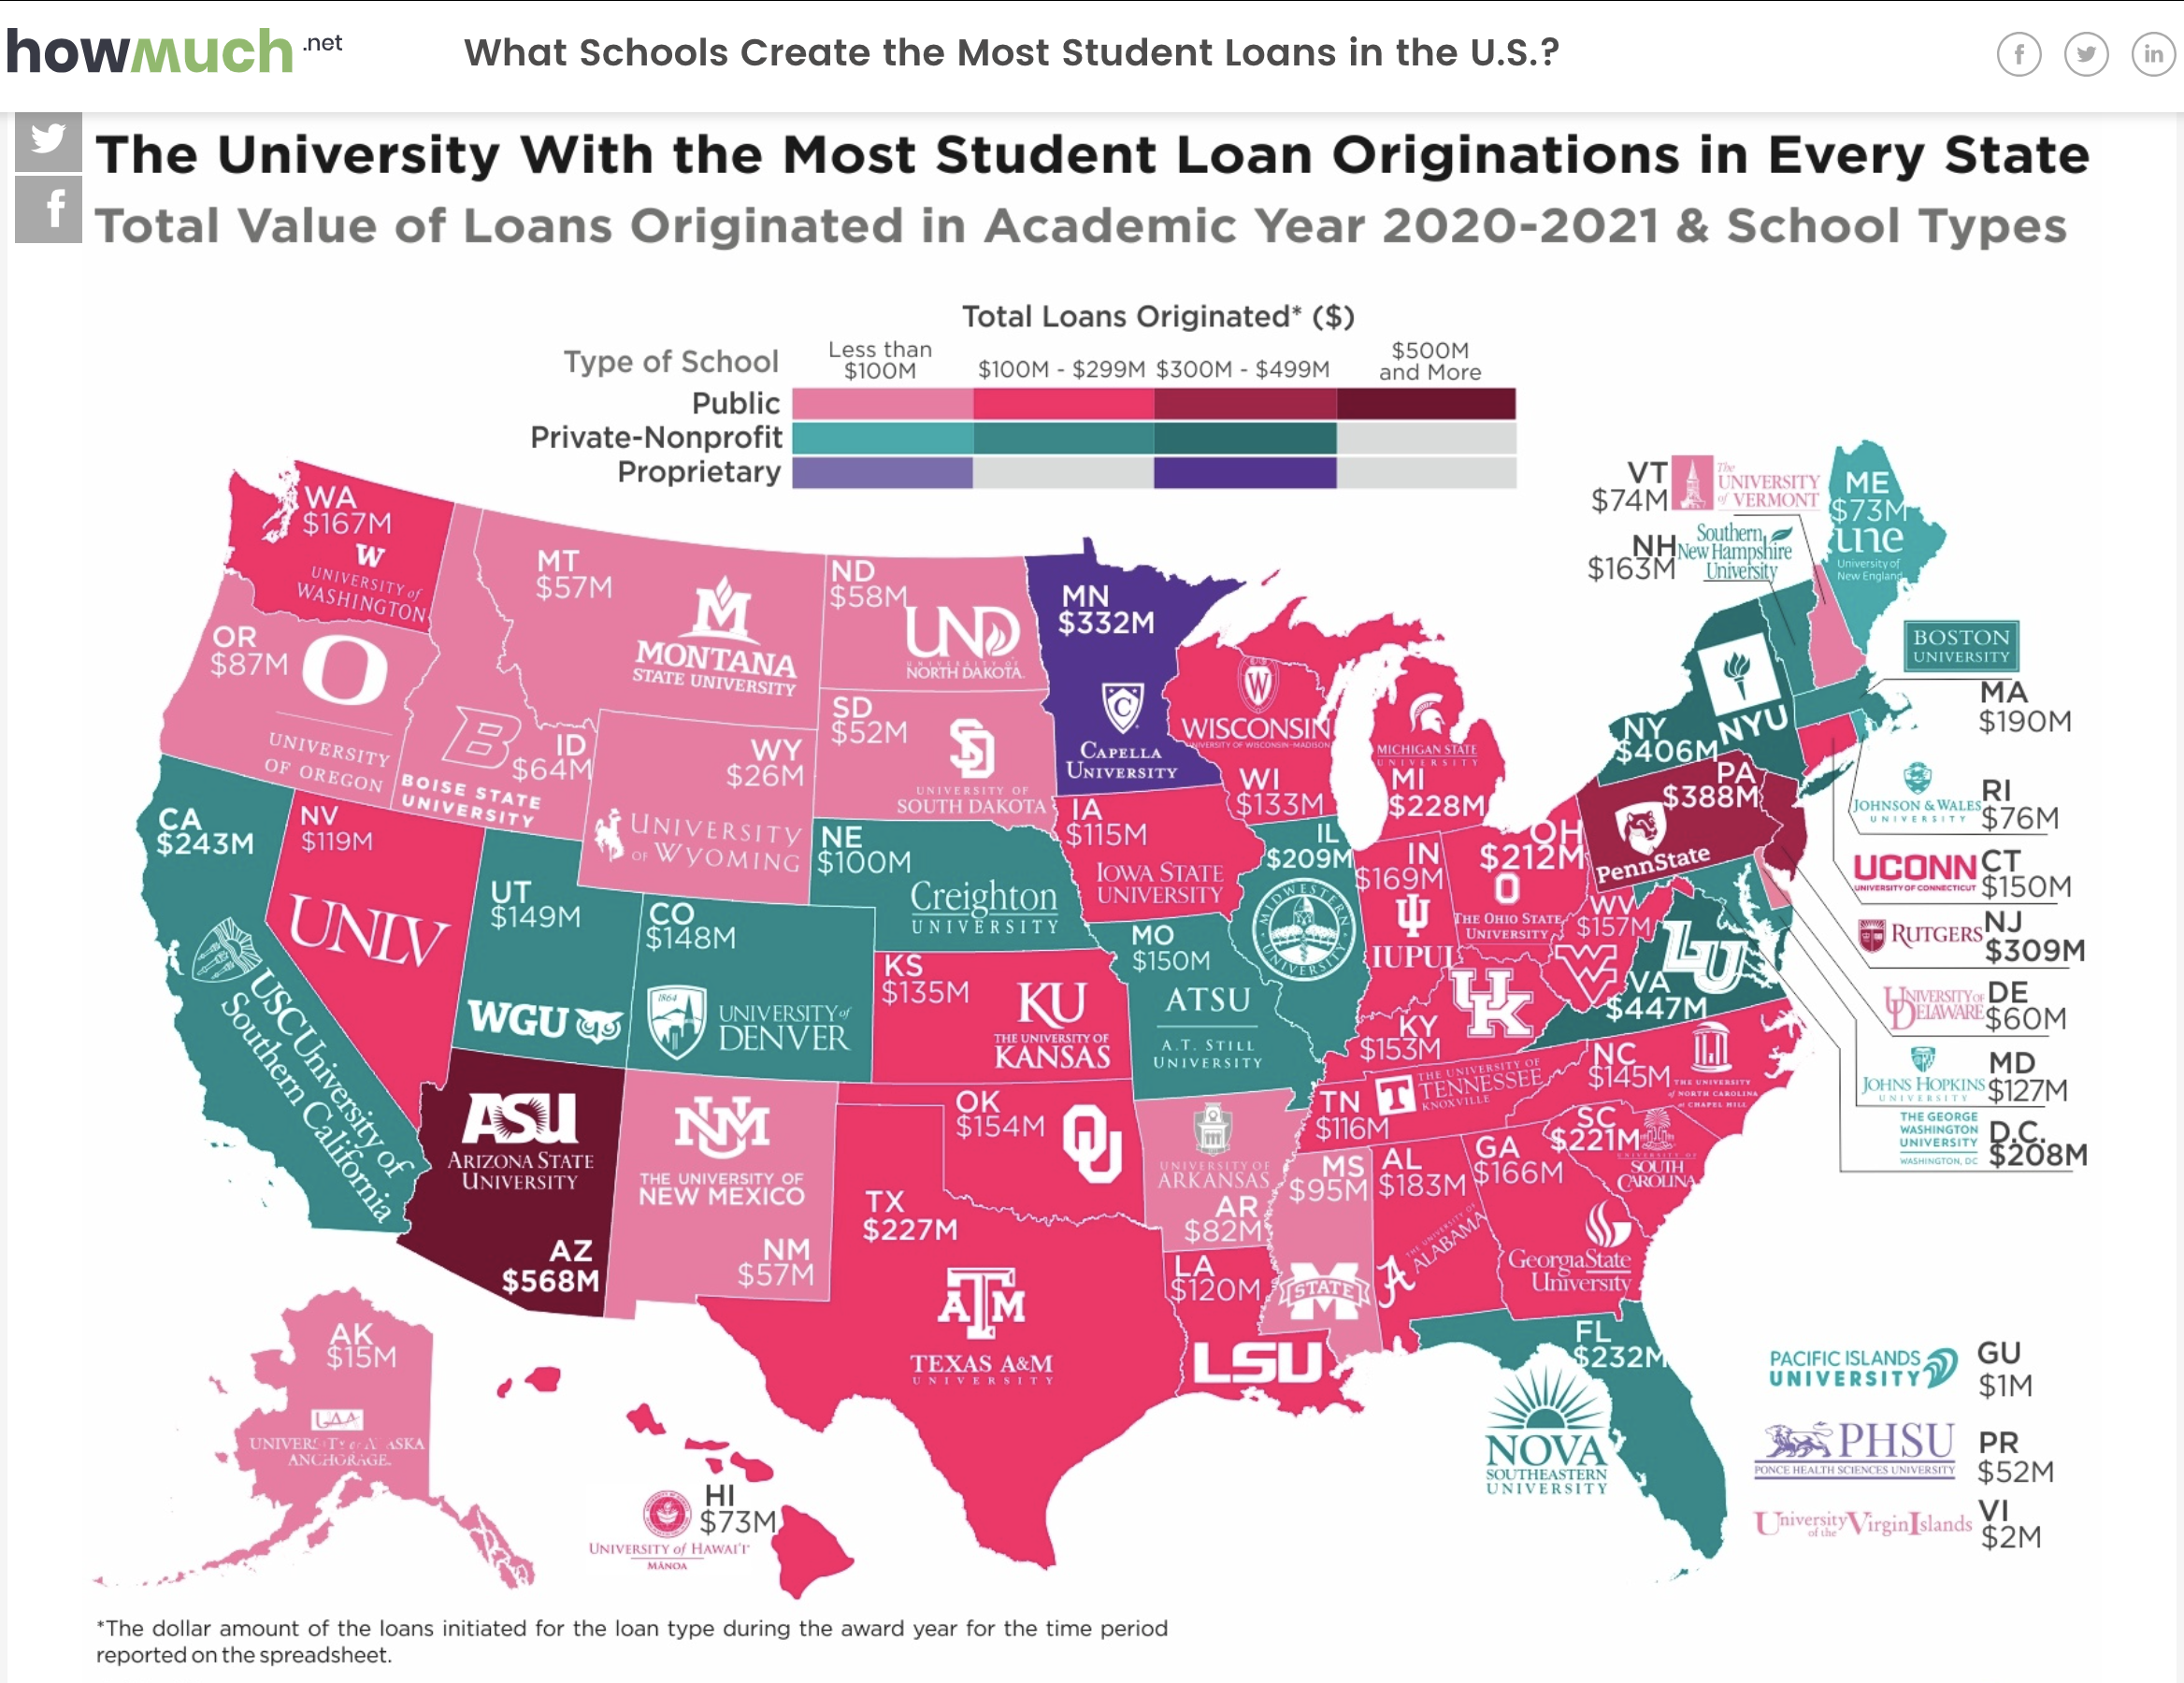 howmuch.net
What Schools Create the Most Student Loans in the U.S.?
The University With the Most Student Loan Originations in Every State
Total Value of Loans Originated in Academic Year 2020-2021 & School Types
Total Loans Originated* ($)
Type of School
Less than
$100M
$100M - $299M
$300M - $499M
$500M
and More
Public
Private-Nonprofit
Proprietary
WA
$167M
W
UNIVERSITY of
WASHINGTON
OR
$87M
O
UNIVERSITY
OF OREGON
B
ID
$64M
BOISE STATE
UNIVERSITY
MT
$57M
M
MONTANA
STATE UNIVERSITY
ND
$58M
UND
UNIVERSITY OF
NORTH DAKOTA.
SD
$52M
SD
UNIVERSITY OF
SOUTH DAKOTA
WY
$26M
UNIVERSITY
OF WYOMING
MN
$332M
C
CAPELLA
UNIVERSITY
W
WISCONSIN
UNIVERSITY OF WISCONSIN-MADISON
WI
$133M
MICHIGAN STATE
UNIVERSITY
MI
$228M
CA
$243M
USC University of
Southern California
NV
$119M
UNLV
UT
$149M
WGU
CO
$148M
1864
UNIVERSITY of
DENVER
NE
$100M
Creighton
UNIVERSITY
IA
$115M
IOWA STATE
UNIVERSITY
IL
$209M
MIDWESTERN
UNIVERSITY
IN
$169M
IUPUI
OH
$212M
O
THE OHIO STATE
UNIVERSITY
KS
$135M
KU
THE UNIVERSITY OF
KANSAS
MO
$150M
ATSU
A.T. STILL
UNIVERSITY
KY
$153M
UK
WV
$157M
WV
VA
$447M
LU
PA
$388M
PennState
NY
$406M
NYU
VT
$74M
The
UNIVERSITY
of VERMONT
NH
$163M
Southern
New Hampshire
University
ME
$73M
une
University of
New England
BOSTON
UNIVERSITY
MA
$190M
JOHNSON & WALES
UNIVERSITY
RI
$76M
UCONN
UNIVERSITY OF CONNECTICUT
CT
$150M
RUTGERS
NJ
$309M
UNIVERSITY OF
DELAWARE
DE
$60M
JOHNS HOPKINS
UNIVERSITY
MD
$127M
THE GEORGE
WASHINGTON
UNIVERSITY
WASHINGTON, DC
D.C.
$208M
AZ
$568M
ASU
ARIZONA STATE
UNIVERSITY
NM
THE UNIVERSITY OF
NEW MEXICO
NM
$57M
TX
$227M
ATM
TEXAS A&M
UNIVERSITY
OK
$154M
OU
UNIVERSITY OF
ARKANSAS
AR
$82M
LA
$120M
LSU
MS
$95M
M
STATE
TN
$116M
T
THE UNIVERSITY OF
TENNESSEE
KNOXVILLE
AL
$183M
A
THE UNIVERSITY OF
ALABAMA
GA
$166M
GeorgiaState
University
NC
$145M
THE UNIVERSITY
of NORTH CAROLINA
at CHAPEL HILL
SC
$221M
UNIVERSITY OF
SOUTH
CAROLINA
FL
$232M
NOVA
SOUTHEASTERN
UNIVERSITY
AK
$15M
UAA
UNIVERSITY of ALASKA
ANCHORAGE
HI
$73M
UNIVERSITY of HAWAI'I
MĀNOA
PACIFIC ISLANDS
UNIVERSITY
GU
$1M
PHSU
PONCE HEALTH SCIENCES UNIVERSITY
PR
$52M
University of the Virgin Islands
VI
$2M
*The dollar amount of the loans initiated for the loan type during the award year for the time period
reported on the spreadsheet.